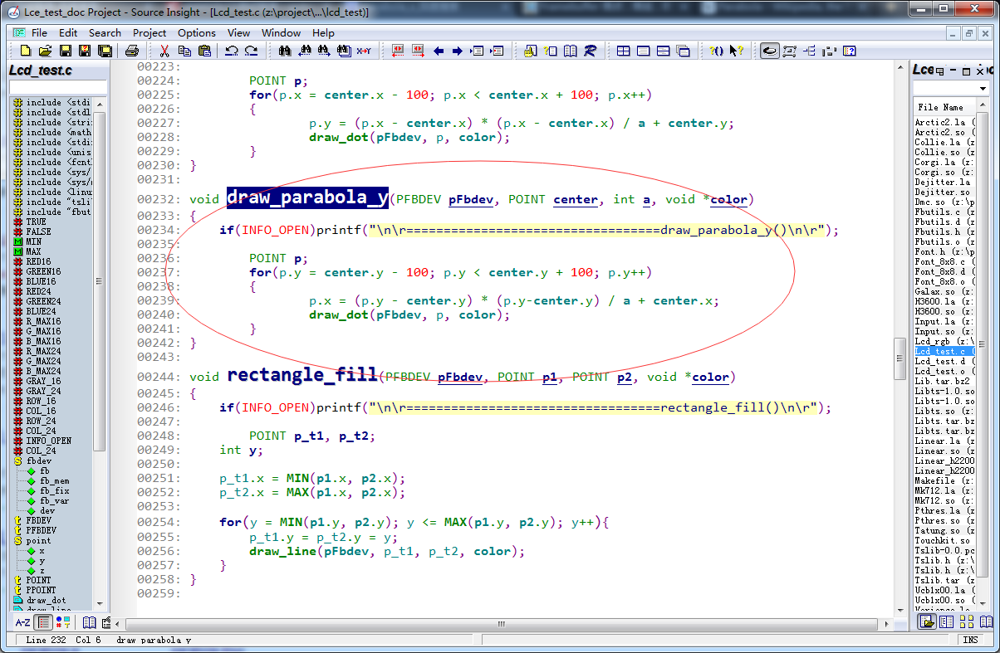 Lce_test_doc Project - Source Insight - [Lcd_test.c (z:\project\...\lcd_test)]
File Edit Search Project Options View Window Help
Lcd_test.c
include <stdi
include <stdl
include <stri
include <math
include <stdi
include <unis
include <fcnt
include <sys/
include <sys/
include <linu
include "tsli
include "fbut
TRUE
FALSE
MIN
MAX
RED16
GREEN16
BLUE16
RED24
GREEN24
BLUE24
R_MAX16
G_MAX16
B_MAX16
R_MAX24
G_MAX24
B_MAX24
GRAY_16
GRAY_24
ROW_16
COL_16
ROW_24
COL_24
INFO_OPEN
COL_24
fbdev
fb
fb_mem
fb_fix
fb_var
dev
FBDEV
PFBDEV
point
x
y
z
POINT
PPOINT
draw_dot
00223:
00224: POINT p;
00225: for(p.x = center.x - 100; p.x < center.x + 100; p.x++)
00226: {
00227: p.y = (p.x - center.x) * (p.x - center.x) / a + center.y;
00228: draw_dot(pFbdev, p, color);
00229: }
00230: }
00231:
00232: void draw_parabola_y(PFBDEV pFbdev, POINT center, int a, void *color)
00233: {
00234: if(INFO_OPEN)printf("\n\r==================================draw_parabola_y()\n\r");
00235:
00236: POINT p;
00237: for(p.y = center.y - 100; p.y < center.y + 100; p.y++)
00238: {
00239: p.x = (p.y - center.y) * (p.y-center.y) / a + center.x;
00240: draw_dot(pFbdev, p, color);
00241: }
00242: }
00243:
00244: void rectangle_fill(PFBDEV pFbdev, POINT p1, POINT p2, void *color)
00245: {
00246: if(INFO_OPEN)printf("\n\r==================================rectangle_fill()\n\r");
00247:
00248: POINT p_t1, p_t2;
00249: int y;
00250:
00251: p_t1.x = MIN(p1.x, p2.x);
00252: p_t2.x = MAX(p1.x, p2.x);
00253:
00254: for(y = MIN(p1.y, p2.y); y <= MAX(p1.y, p2.y); y++){
00255: p_t1.y = p_t2.y = y;
00256: draw_line(pFbdev, p_t1, p_t2, color);
00257: }
00258: }
00259:
Lce
File Name
Arctic2.la (
Arctic2.so (
Collie.la (z
Collie.so (z
Corgi.la (z:
Corgi.so (z:
Dejitter.la
Dejitter.so
Dmc.so (z:\p
Fbutils.c (z
Fbutils.d (z
Fbutils.h (z
Fbutils.o (z
Font.h (z:\p
Font_8x8.c (
Font_8x8.d (
Font_8x8.o (
Galax.so (z:
H3600.la (z:
H3600.so (z:
Input.la (z:
Input.so (z:
Lcd_rgb (z:\
Lcd_test.c (
Lcd_test.d (
Lcd_test.o (
Lib.tar.bz2
Libts-1.0.so
Libts-1.0.so
Libts.so (z:
Libts.tar.bz
Libts.tar.bz
Linear.la (z
Linear.so (z
Linear_h2200
Linear_h2200
Makefile (z:
Mk712.la (z:
Mk712.so (z:
Pthres.la (z
Pthres.so (z
Tatung.so (z
Touchkit.so
Tslib-0.0.pc
Tslib.h (z:\
Tslib.h (z:\
Tslib.tar (z
Ucb1x00.la (
Ucb1x00.so (
A-Z
Line 232 Col 6 draw_parabola_y
INS